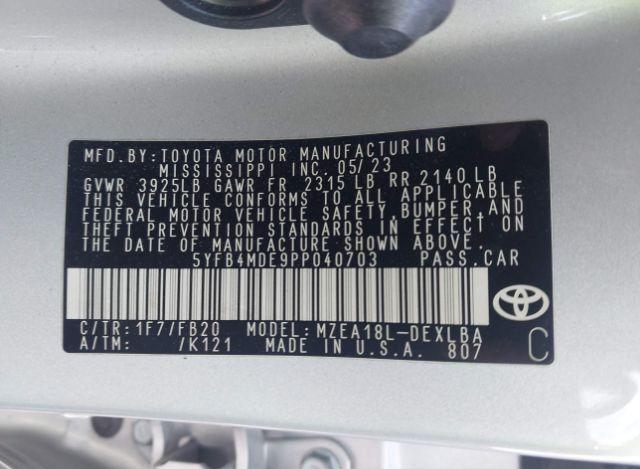 MFD. BY: TOYOTA MOTOR MANUFACTURING
MISSISSIPPI INC. 05/23
GVWR 3925LB GAWR FR 2315 LB RR 2140 LB
THIS VEHICLE CONFORMS TO ALL APPLICABLE
FEDERAL MOTOR VEHICLE SAFETY, BUMPER, AND
THEFT PREVENTION STANDARDS IN EFFECT ON
THE DATE OF MANUFACTURE SHOWN ABOVE.
5YFB4MDE9PP040703 PASS.CAR
C/TR: 1F7/FB20 MODEL: MZEA18L-DEXLBA
A/TM: /K121 MADE IN U.S.A. 807 C
TOYOTA